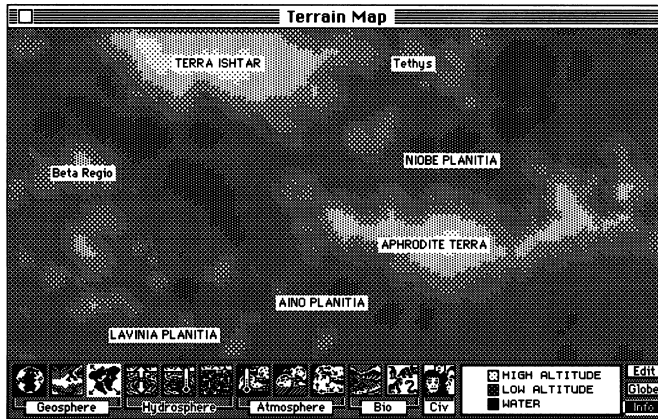 Terrain Map
TERRA ISHTAR
Tethys
NIOBE PLANITIA
Beta Regio
APHRODITE TERRA
AINO PLANITIA
LAVINIA PLANITIA
HIGH ALTITUDE
LOW ALTITUDE
WATER
Edit
Globe
Info
Geosphere
Hydrosphere
Atmosphere
Bio
Civ